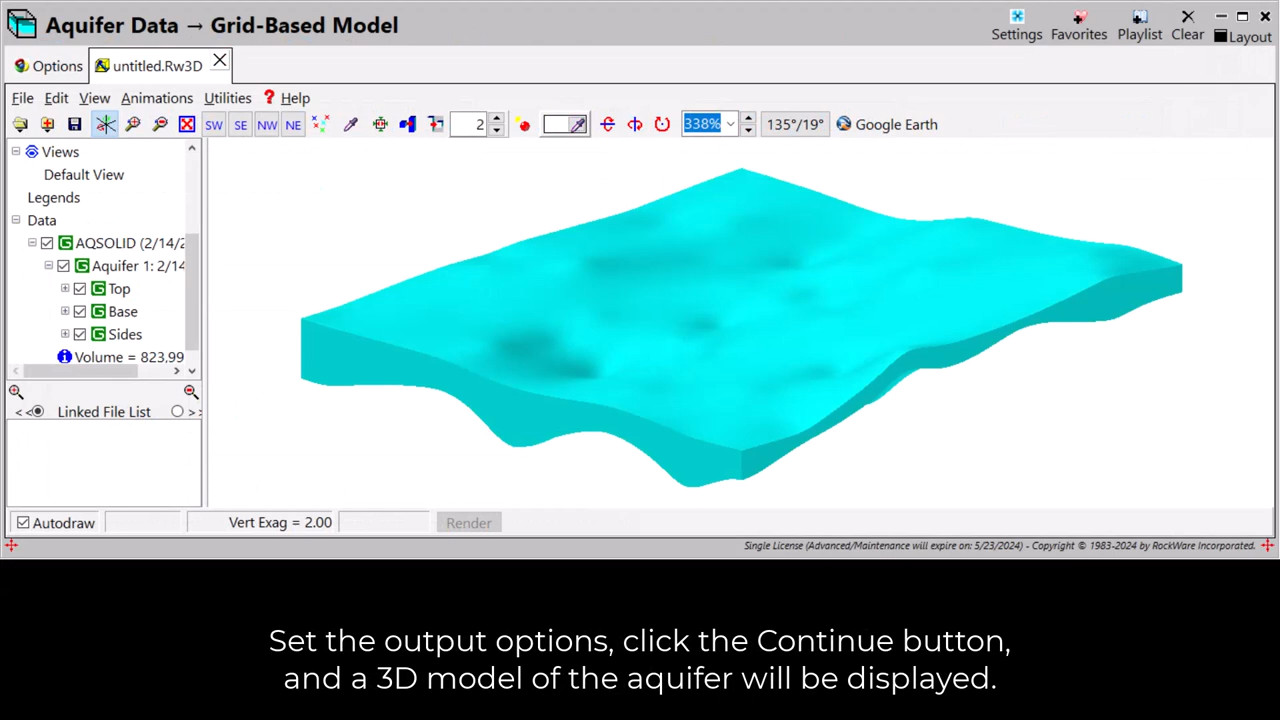 Aquifer Data → Grid-Based Model
Settings Favorites Playlist Clear Layout
Options untitled.Rw3D
File Edit View Animations Utilities ? Help
SW SE NW NE 2 338% 135°/19° Google Earth
Views
Default View
Legends
Data
AQSOLID (2/14/2
Aquifer 1: 2/14
Top
Base
Sides
Volume = 823,99
<< Linked File List >>
Autodraw Vert Exag = 2.00 Render
Single License (Advanced/Maintenance will expire on: 5/23/2024) - Copyright © 1983-2024 by RockWare Incorporated.
Set the output options, click the Continue button,
and a 3D model of the aquifer will be displayed.